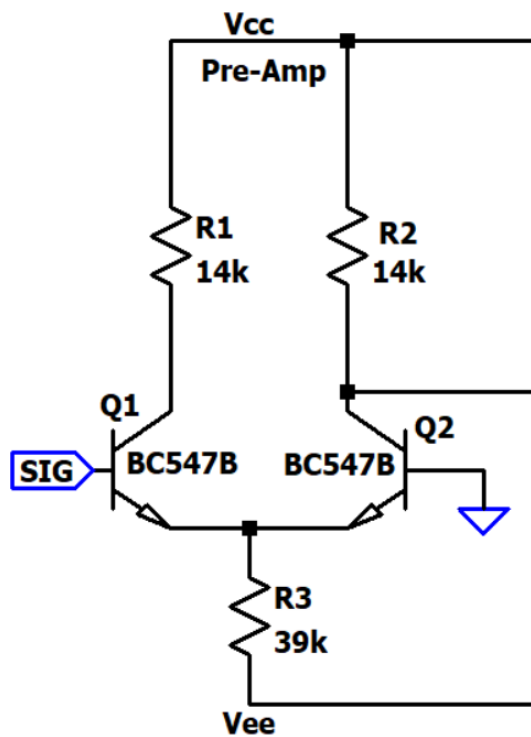 Vcc
Pre-Amp
R1
14k
R2
14k
Q1
Q2
SIG
BC547B
BC547B
R3
39k
Vee